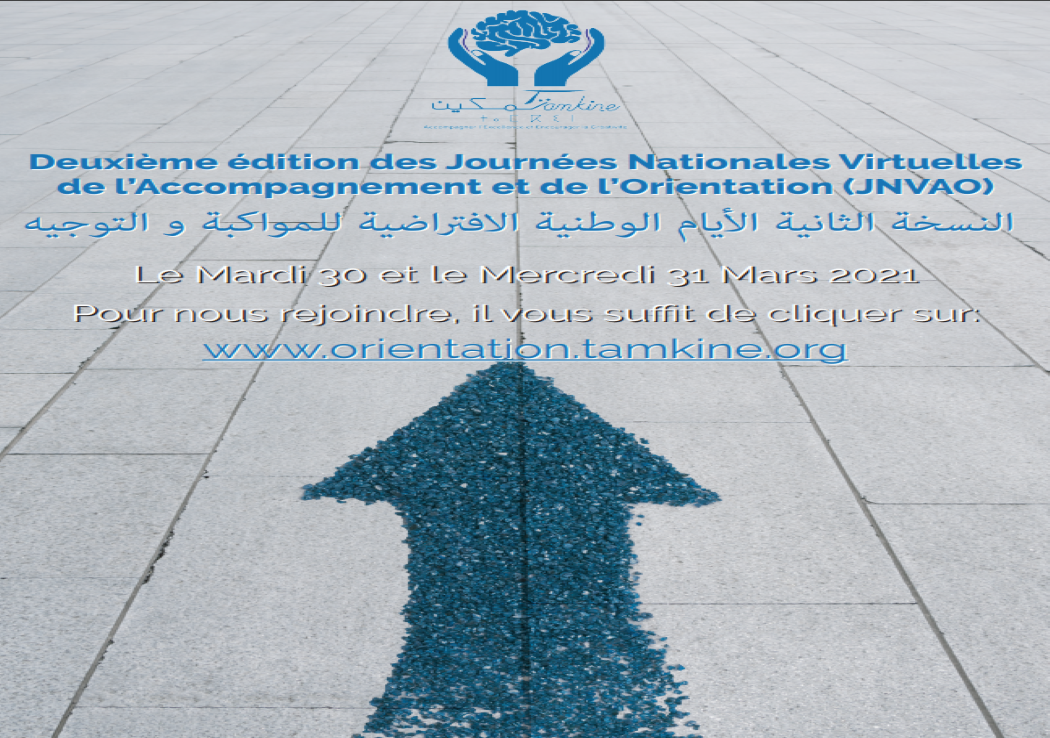 تمكين Tamkine
ⵜⴰⵎⴽⵉⵏ
Deuxième édition des Journées Nationales Virtuelles
de l'Accompagnement et de l'Orientation (JNVAO)
النسخة الثانية الأيام الوطنية الافتراضية للمواكبة و التوجيه
Le Mardi 30 et le Mercredi 31 Mars 2021
Pour nous rejoindre, il vous suffit de cliquer sur:
www.orientation.tamkine.org